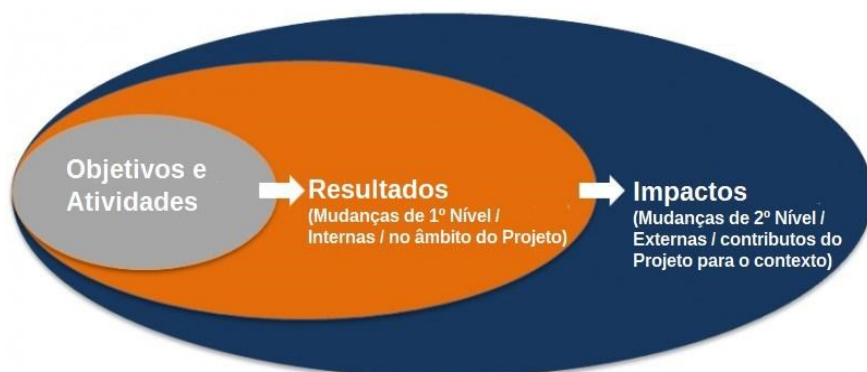 Objetivos e
Atividades
Resultados
(Mudanças de 1º Nível /
Internas / no âmbito do Projeto)
Impactos
(Mudanças de 2º Nível /
Externas / contributos do
Projeto para o contexto)